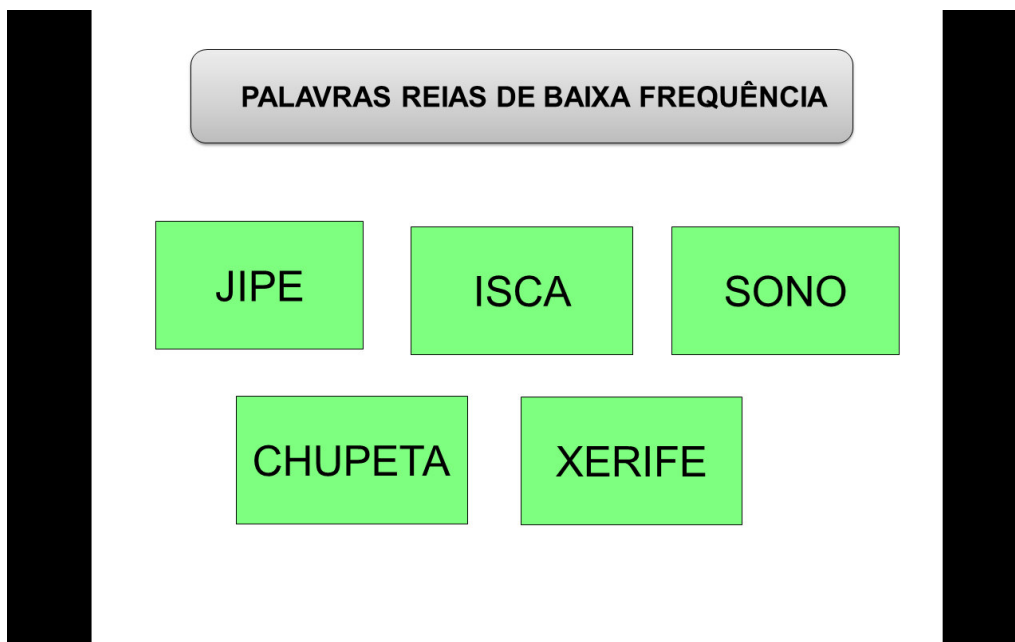 PALAVRAS REIAS DE BAIXA FREQUÊNCIA
JIPE
ISCA
SONO
CHUPETA
XERIFE